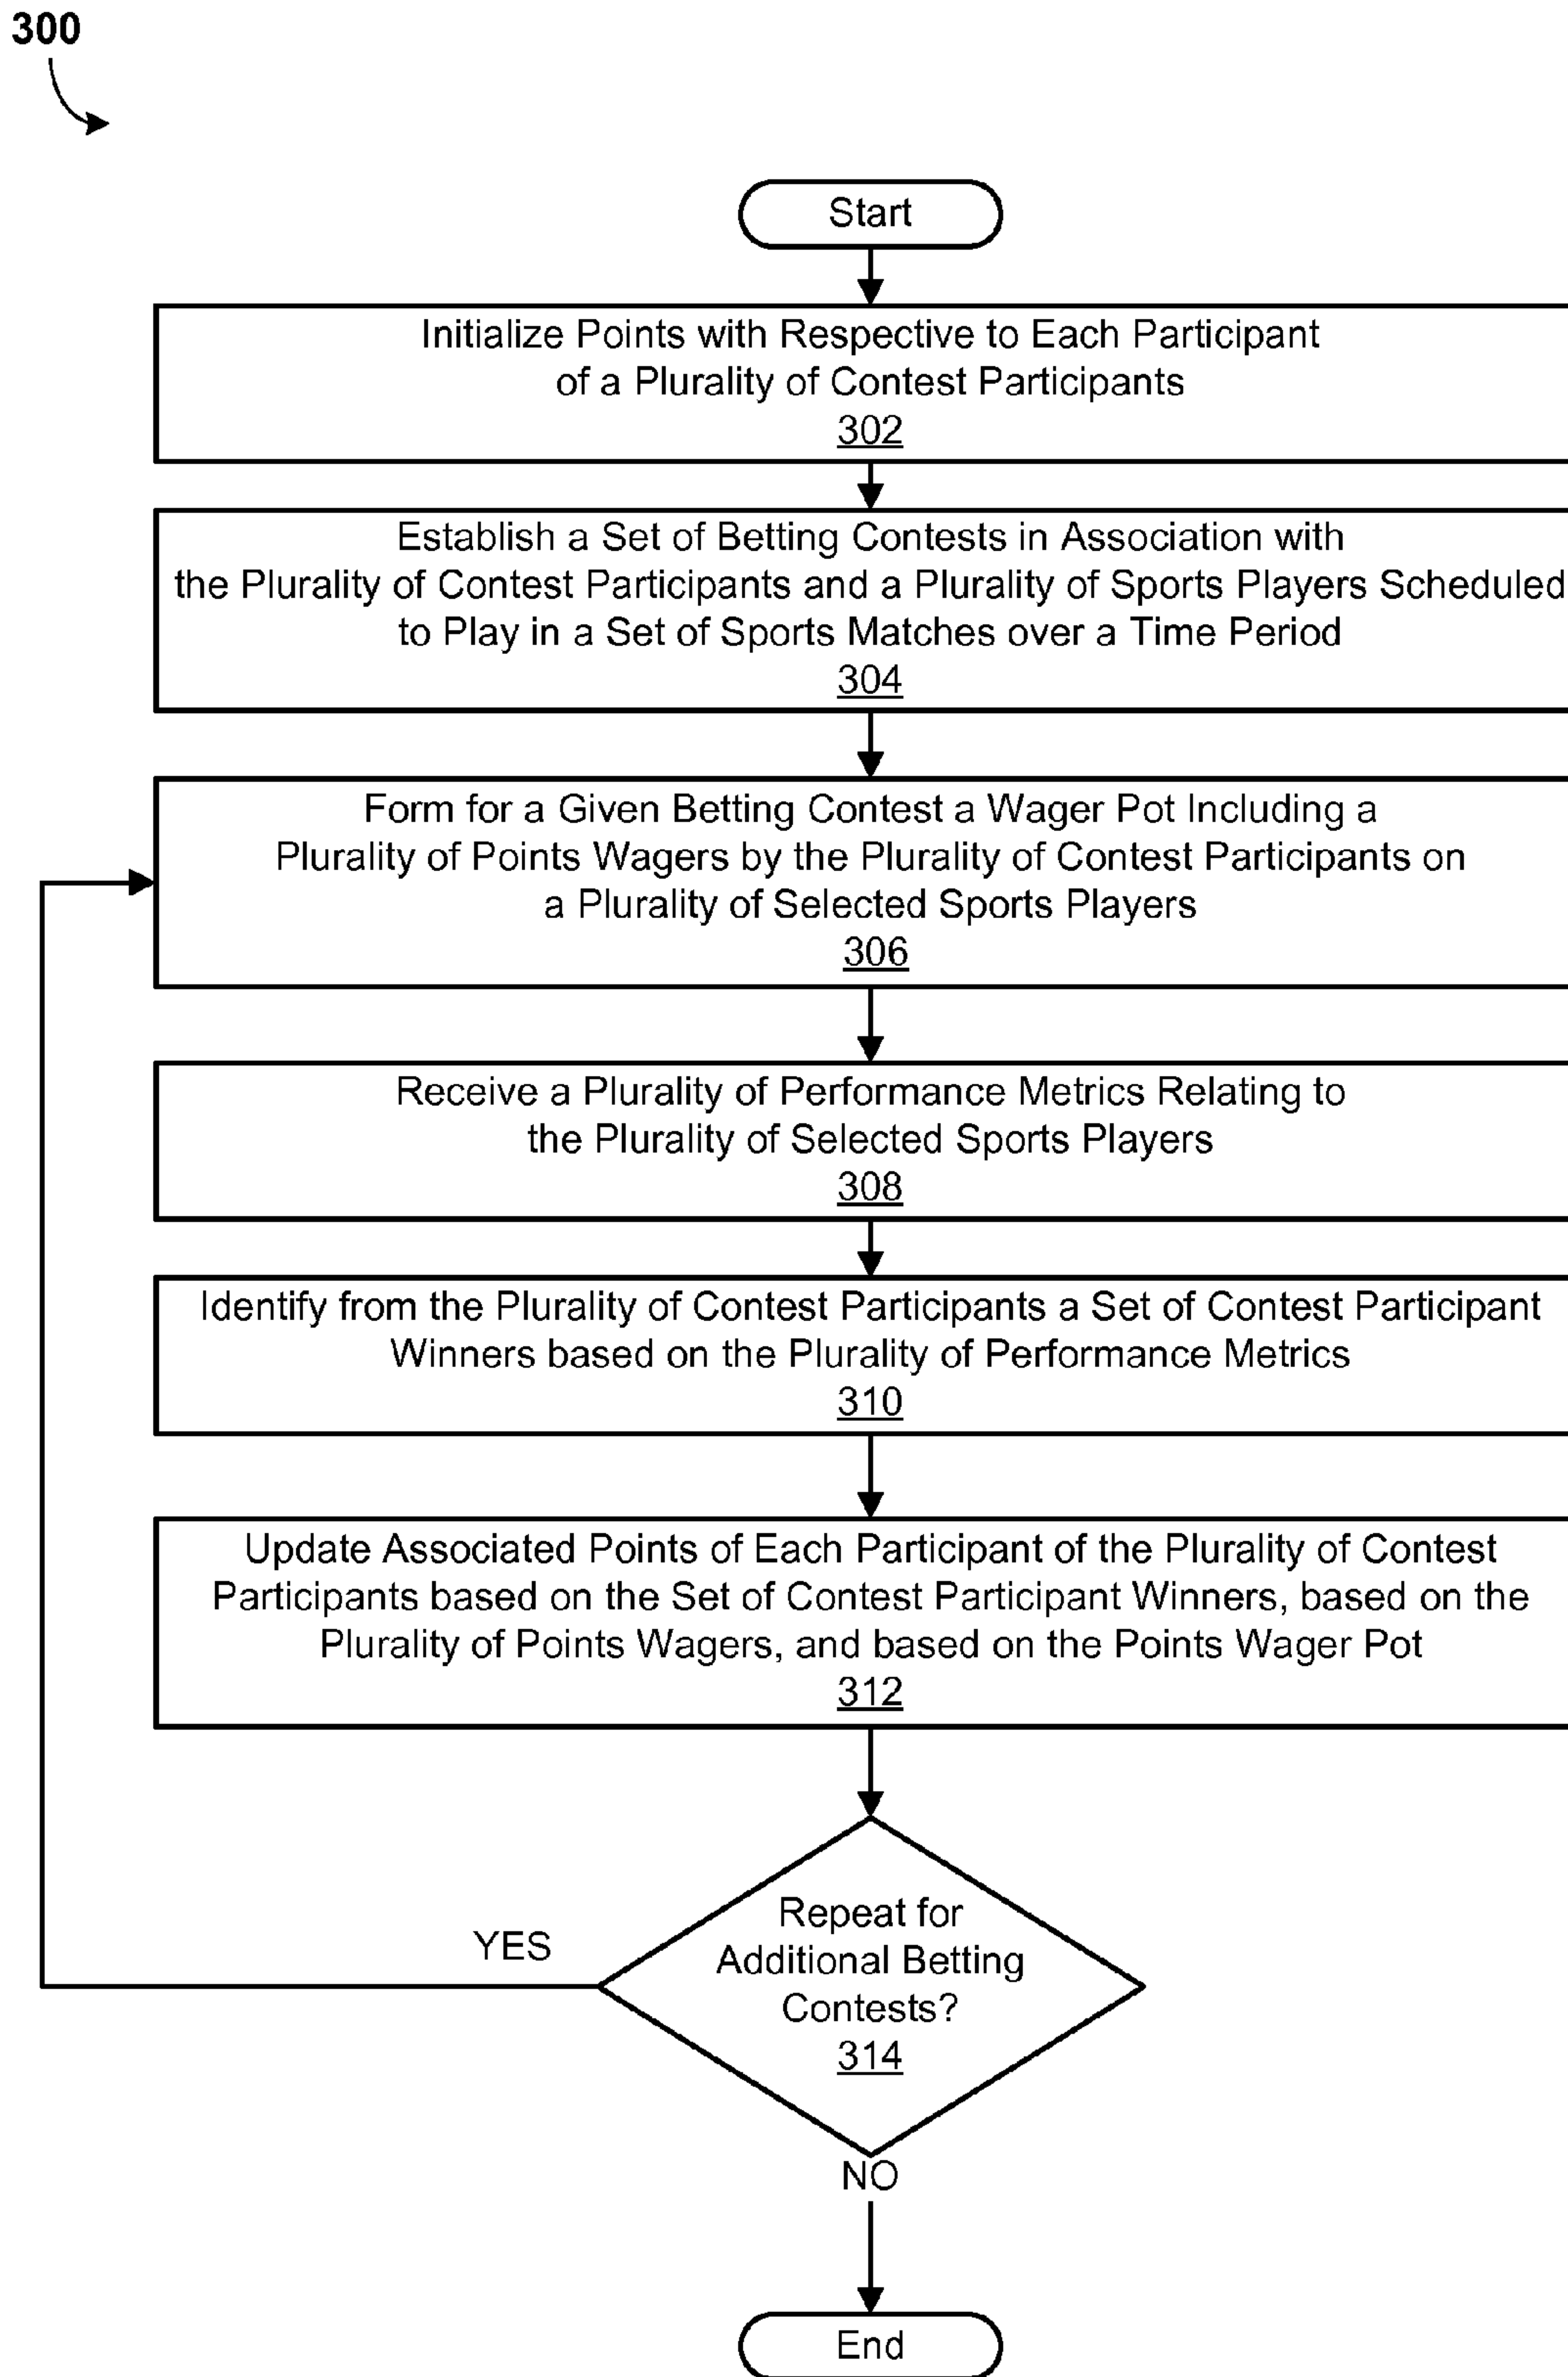 300
Start
Initialize Points with Respective to Each Participant
of a Plurality of Contest Participants
302
Establish a Set of Betting Contests in Association with
the Plurality of Contest Participants and a Plurality of Sports Players Scheduled
to Play in a Set of Sports Matches over a Time Period
304
Form for a Given Betting Contest a Wager Pot Including a
Plurality of Points Wagers by the Plurality of Contest Participants on
a Plurality of Selected Sports Players
306
Receive a Plurality of Performance Metrics Relating to
the Plurality of Selected Sports Players
308
Identify from the Plurality of Contest Participants a Set of Contest Participant
Winners based on the Plurality of Performance Metrics
310
Update Associated Points of Each Participant of the Plurality of Contest
Participants based on the Set of Contest Participant Winners, based on the
Plurality of Points Wagers, and based on the Points Wager Pot
312
Repeat for
Additional Betting
Contests?
314
YES
NO
End